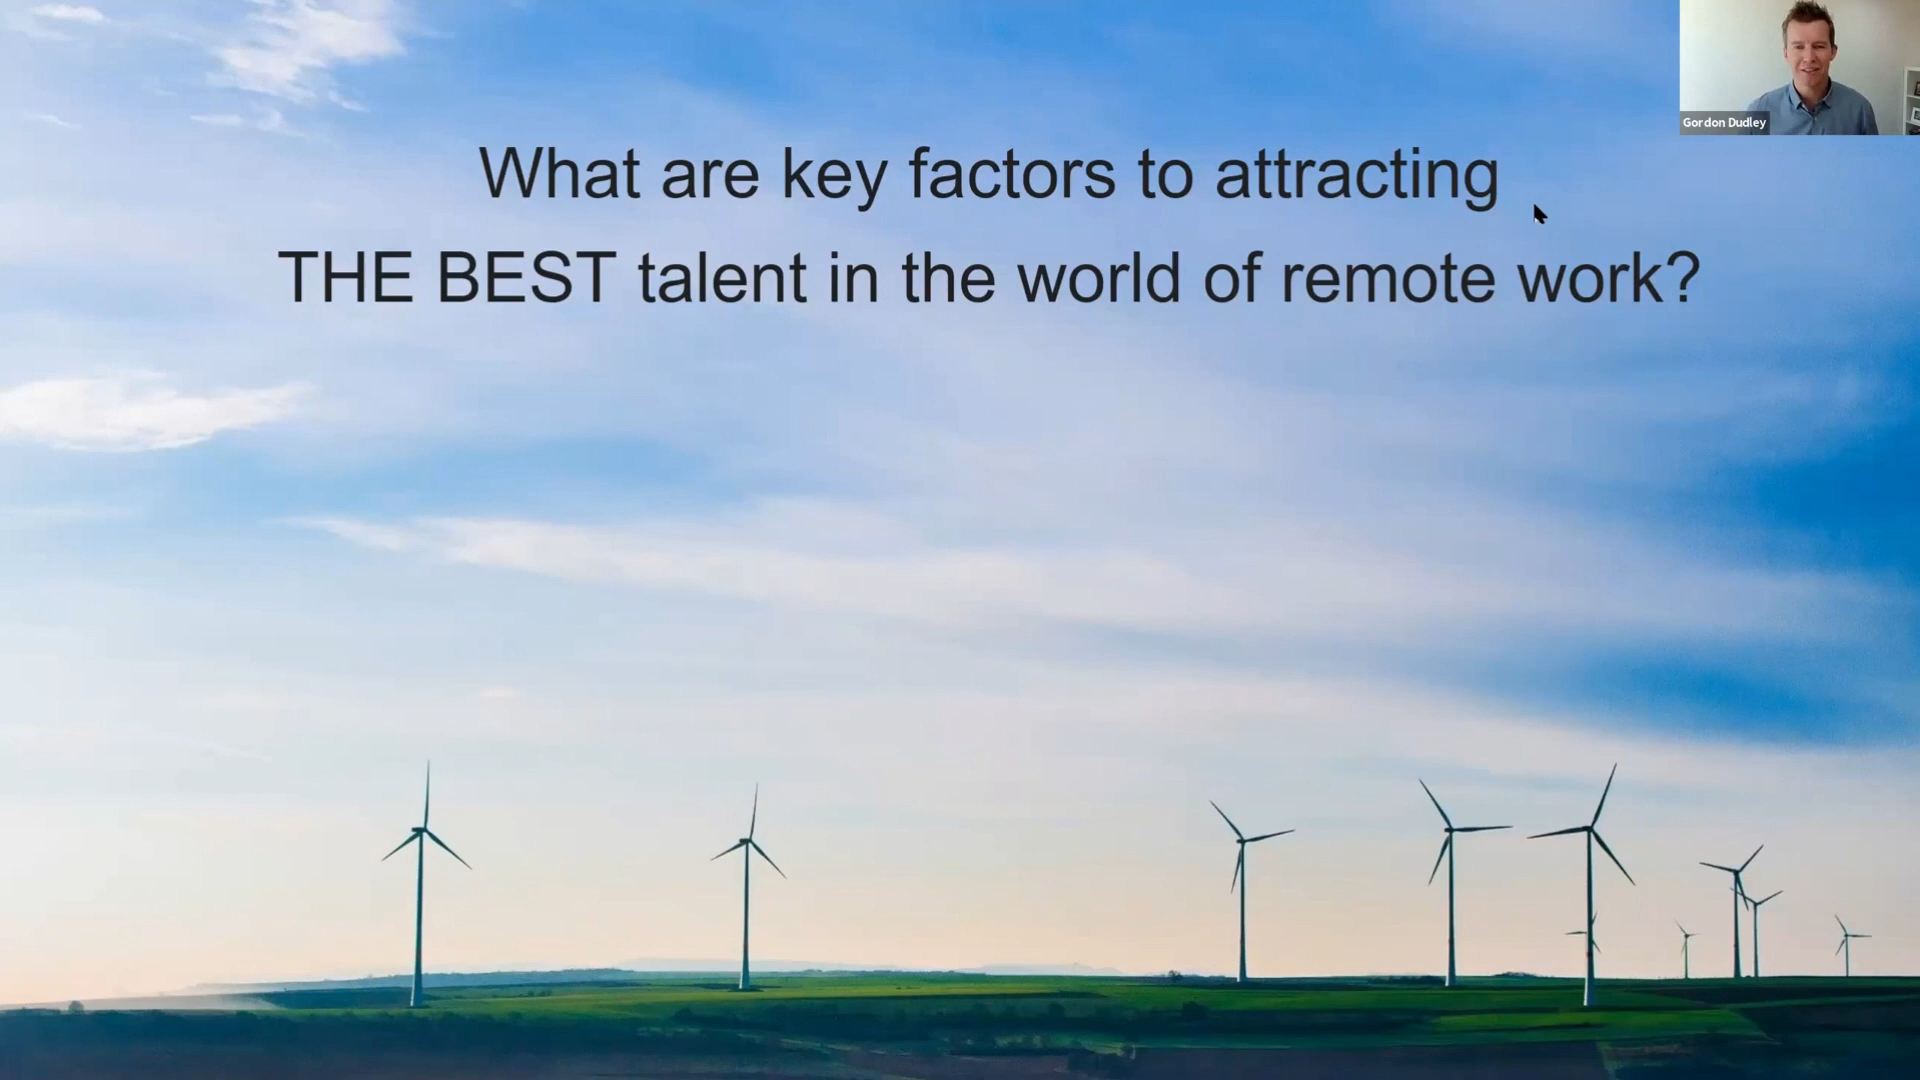 What are key factors to attracting
THE BEST talent in the world of remote work?
Gordon Dudley